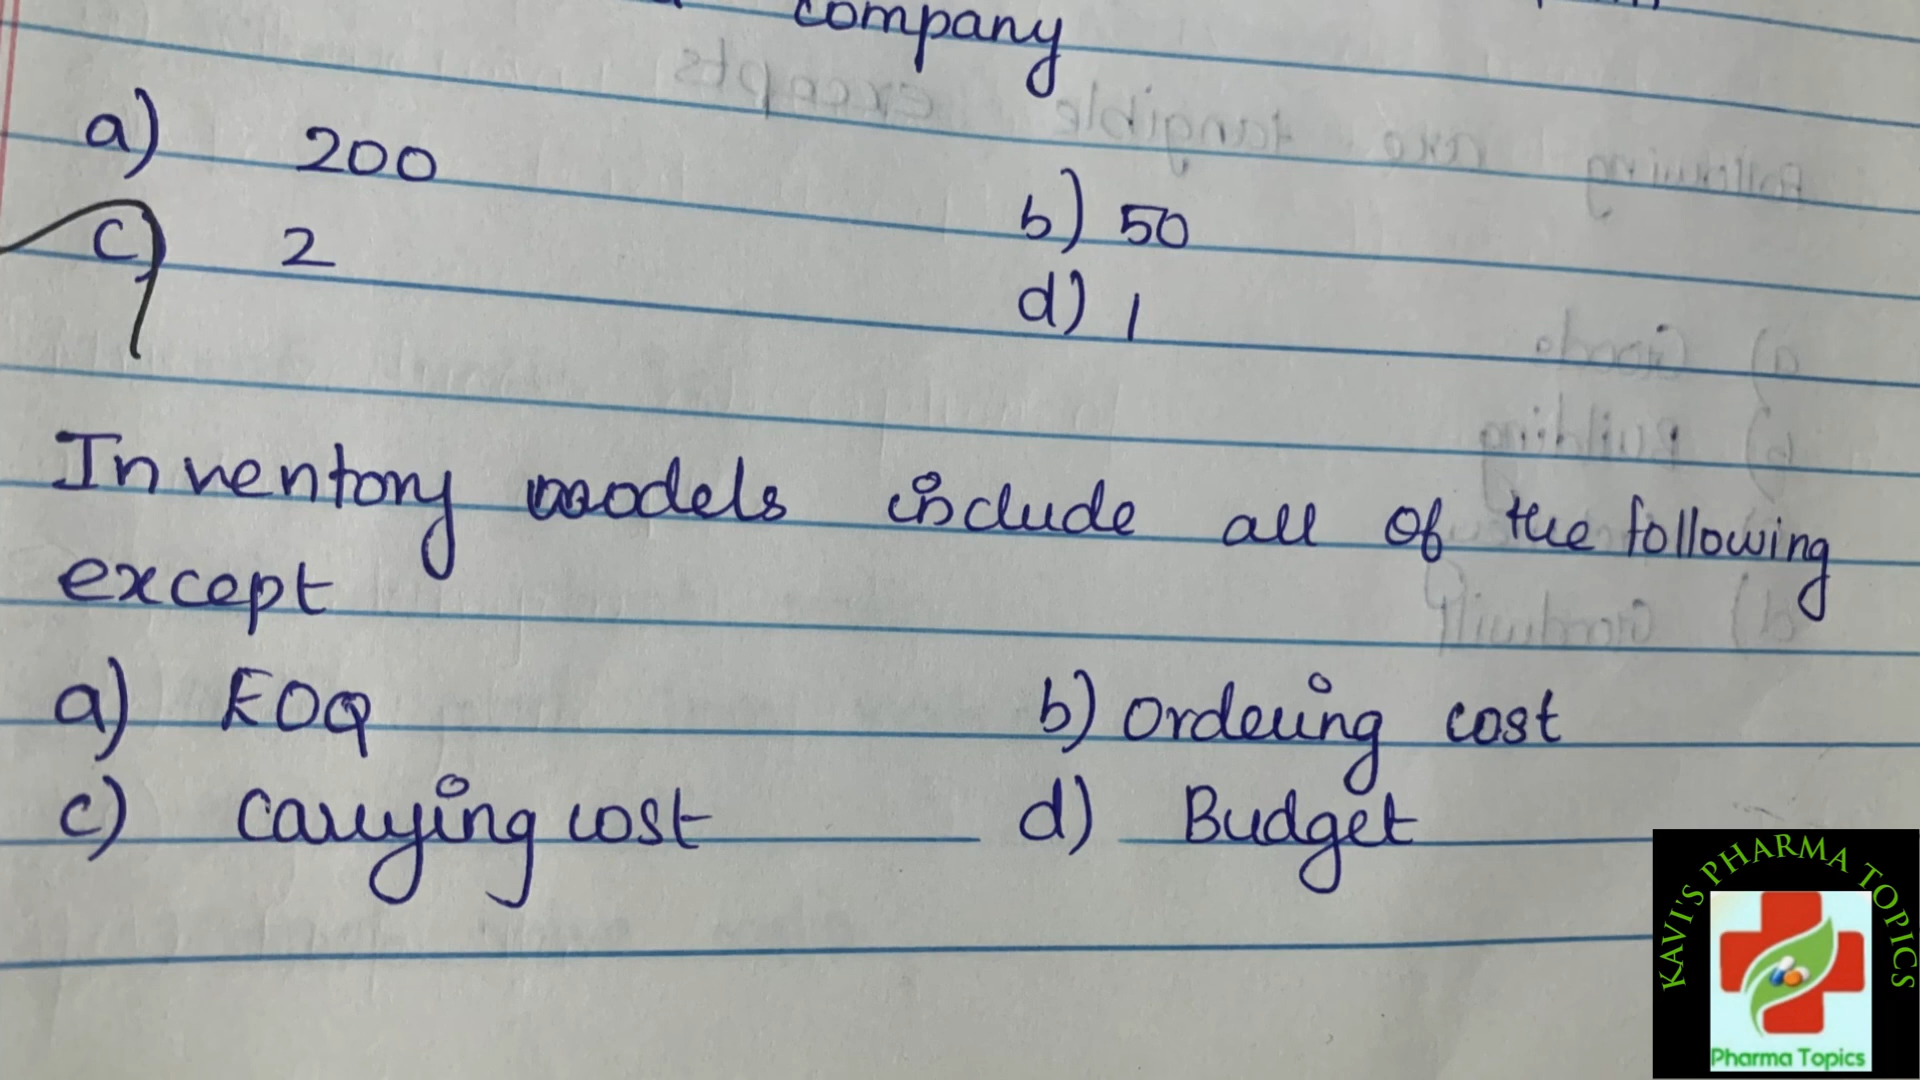 company
a) 200
b) 50
c) 2
d) 1
Inventory models include all of the following
except
a) EOQ
b) Ordering cost
c) Carrying cost
d) Budget
KAVI'S PHARMA TOPICS
Pharma Topics